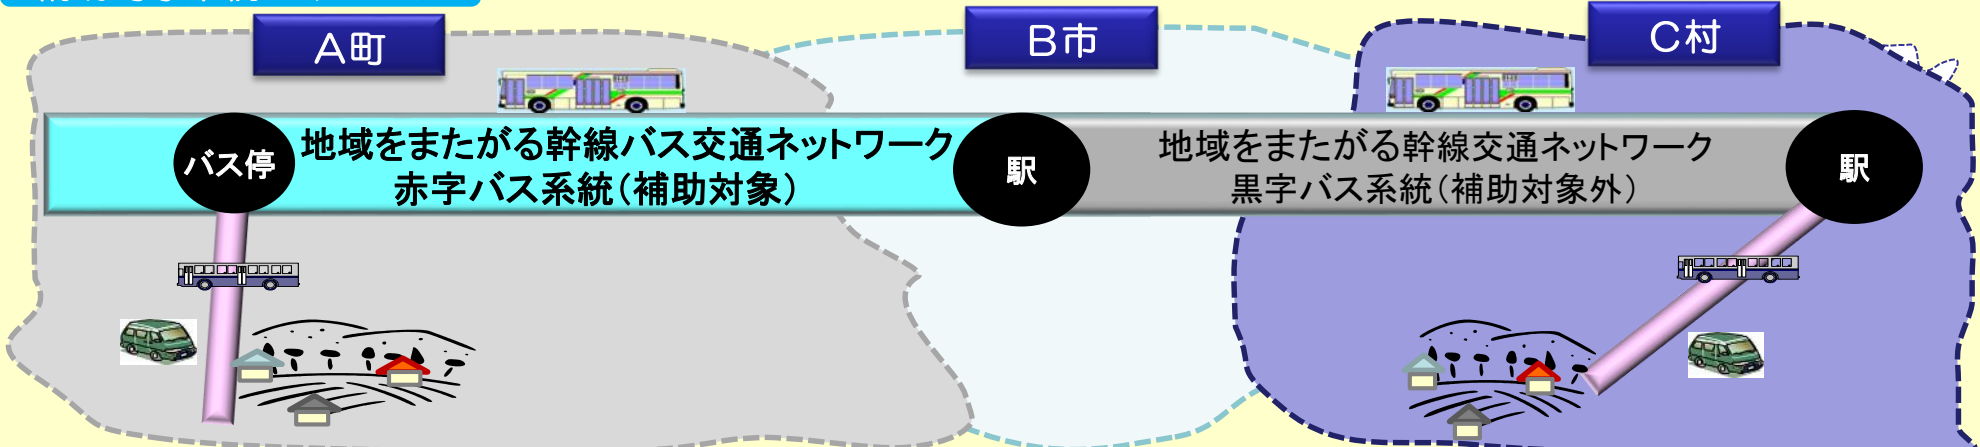 A町
B市
C村
バス停
地域をまたがる幹線バス交通ネットワーク
赤字バス系統(補助対象)
駅
地域をまたがる幹線交通ネットワーク
黒字バス系統(補助対象外)
駅